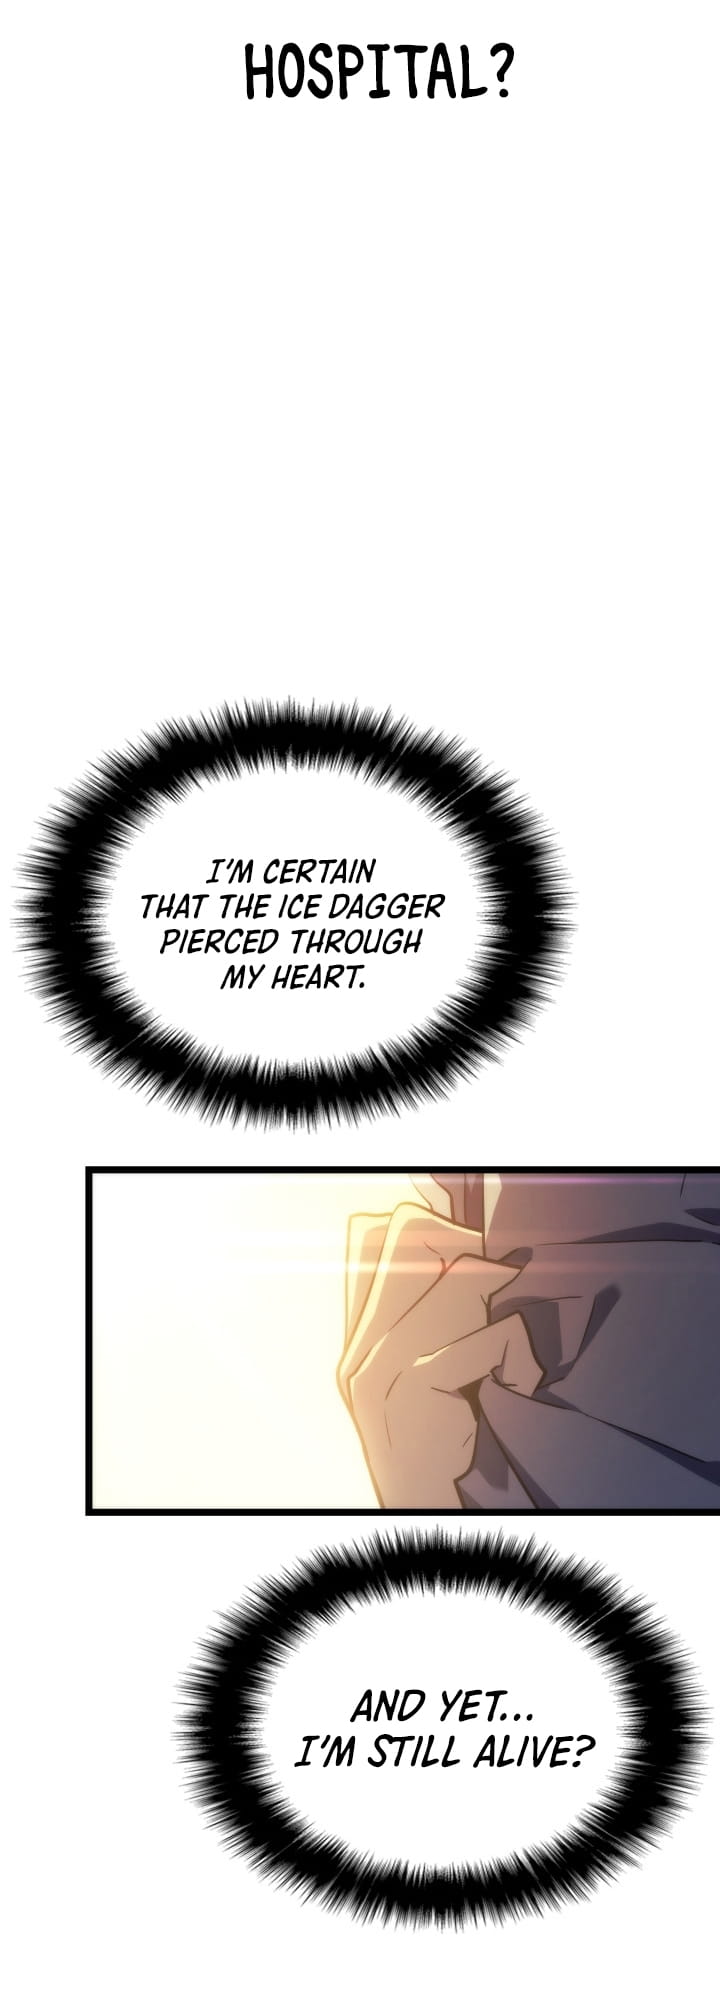 HOSPITAL?
I'M CERTAIN
THAT THE ICE DAGGER
PIERCED THROUGH
MY HEART.
AND YET...
I'M STILL ALIVE?